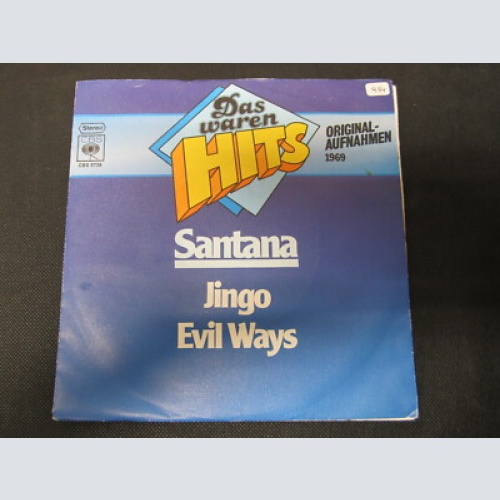 Das
waren
HITS
Stereo
CBS
ORIGINAL-
AUFNAHMEN
1969
Santana
Jingo
Evil Ways